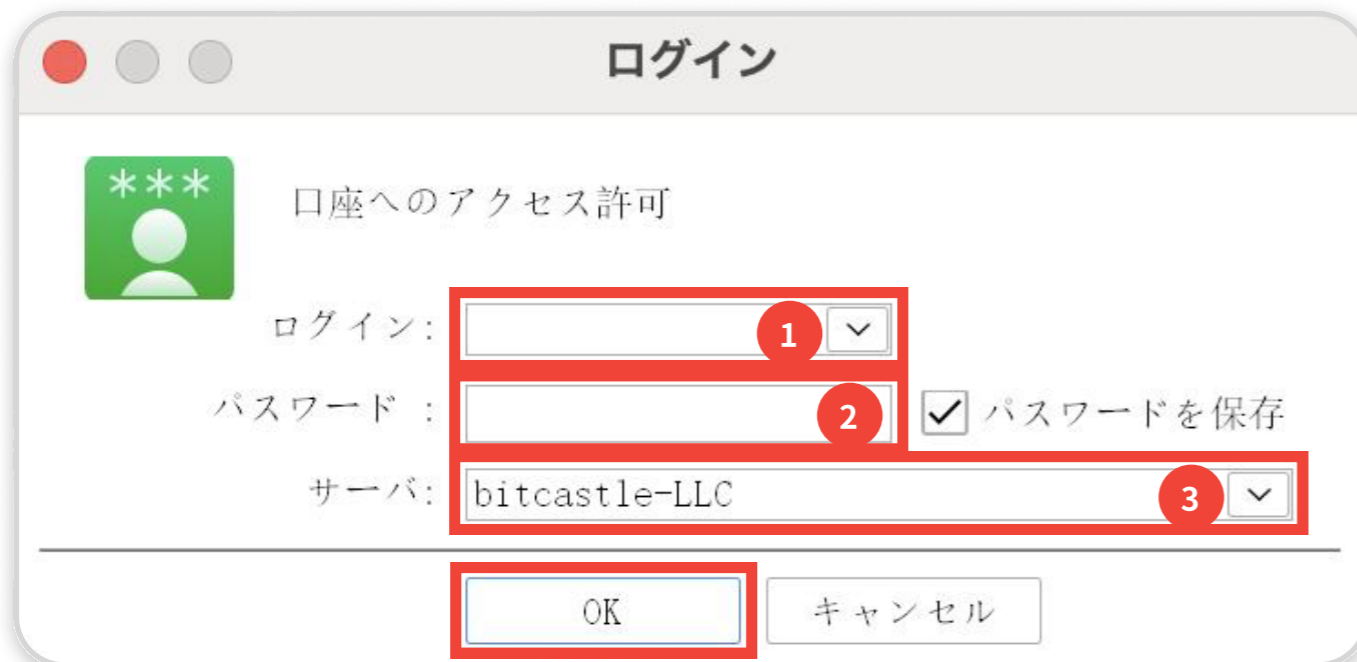 ログイン
***
口座へのアクセス許可
ログイン: 1
パスワード : 2 パスワードを保存
サーバ: bitcastle-LLC 3
OK キャンセル